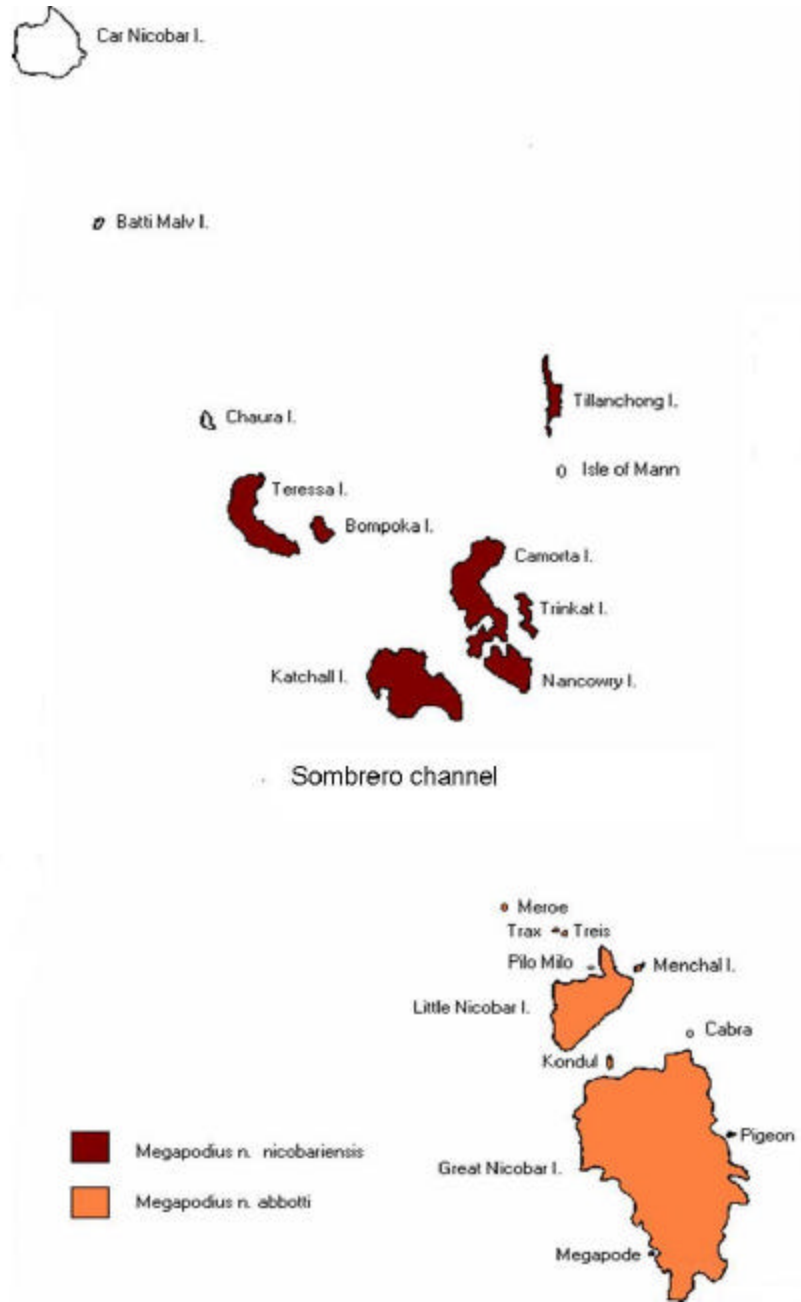 Car Nicobar I.
Batti Malv I.
Tillanchong I.
Chaura I.
Isle of Mann
Teressa I.
Bompoka I.
Camorta I.
Trinkat I.
Katchall I.
Nancowry I.
Sombrero channel
Meroe
Trax
Treis
Pilo Milo
Menchal I.
Little Nicobar I.
Cabra
Kondul
Pigeon
Megapodius n. nicobariensis
Great Nicobar I.
Megapodius n. abbotti
Megapode